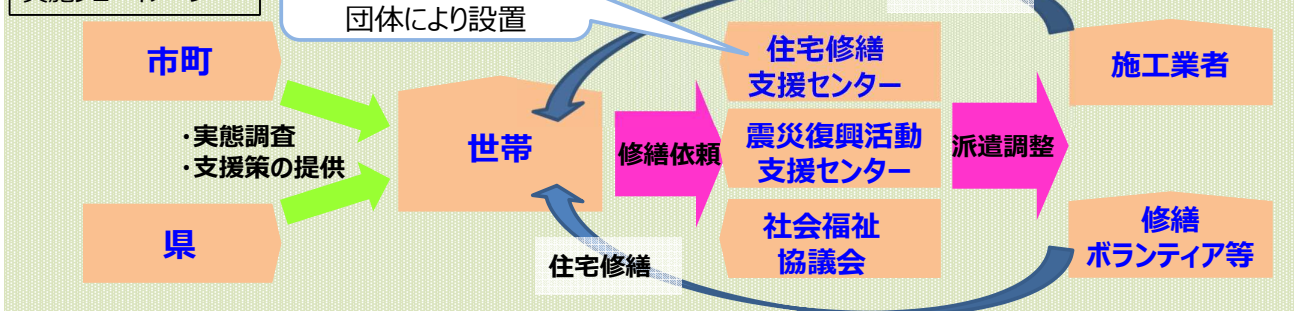 団体により設置
市町
・実態調査
・支援策の提供
県
世帯
修繕依頼
住宅修繕
住宅修繕
支援センター
震災復興活動
支援センター
社会福祉
協議会
派遣調整
施工業者
修繕
ボランティア等